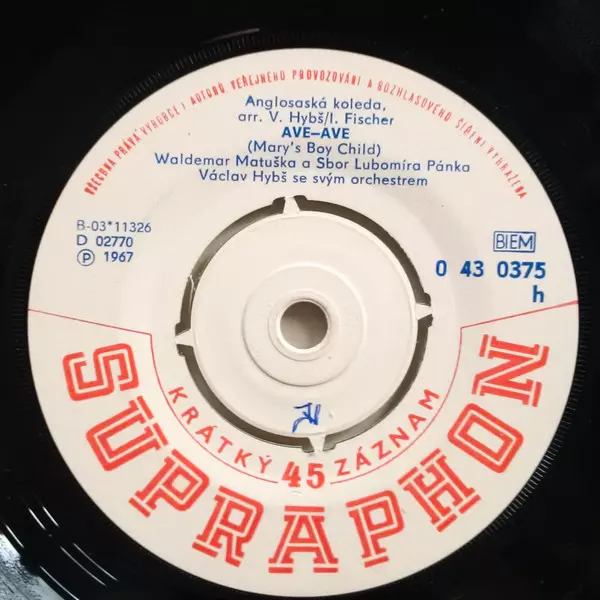 VŠECHNA PRÁVA VÝROBCE I AUTORŮ VEŘEJNÉHO PROVOZOVÁNÍ A ROZHLASOVÉHO ŠÍŘENÍ VYHRAŽENA
Anglosaská koleda,
arr. V. Hybš/I. Fischer
AVE–AVE
(Mary's Boy Child)
Waldemar Matuška a Sbor Lubomíra Pánka
Václav Hybš se svým orchestrem
B-03*11326
D 02770
Ⓟ 1967
BIEM
0 43 0375
h
KRÁTKÝ 45 ZÁZNAM
SUPRAPHON